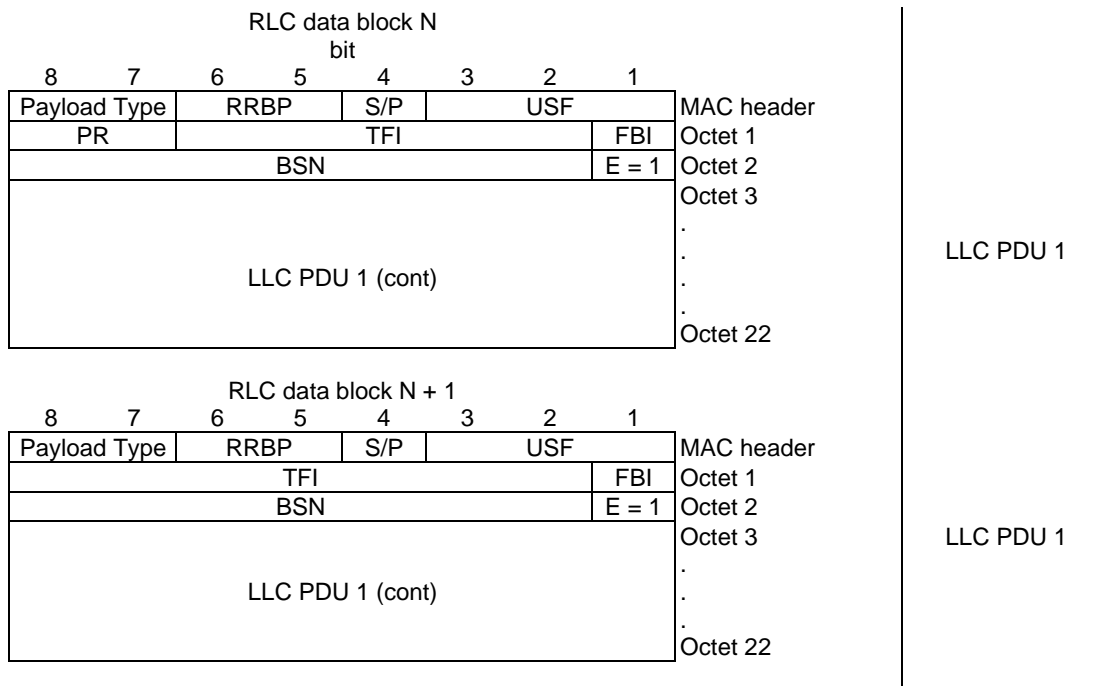 RLC data block N
bit
8 7 6 5 4 3 2 1
Payload Type RRBP S/P USF MAC header
PR TFI FBI Octet 1
BSN E = 1 Octet 2
Octet 3
.
.
LLC PDU 1
LLC PDU 1 (cont)
.
.
Octet 22
RLC data block N + 1
8 7 6 5 4 3 2 1
Payload Type RRBP S/P USF MAC header
TFI FBI Octet 1
BSN E = 1 Octet 2
Octet 3 LLC PDU 1
.
LLC PDU 1 (cont) .
.
Octet 22